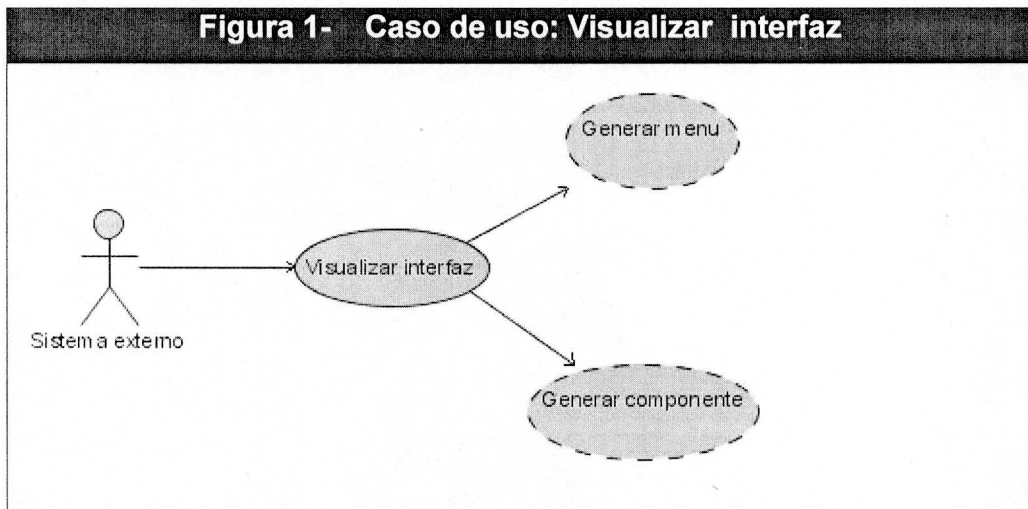 Figura 1- Caso de uso: Visualizar interfaz
Generar menu
Visualizar interfaz
Sistema externo
Generar componente